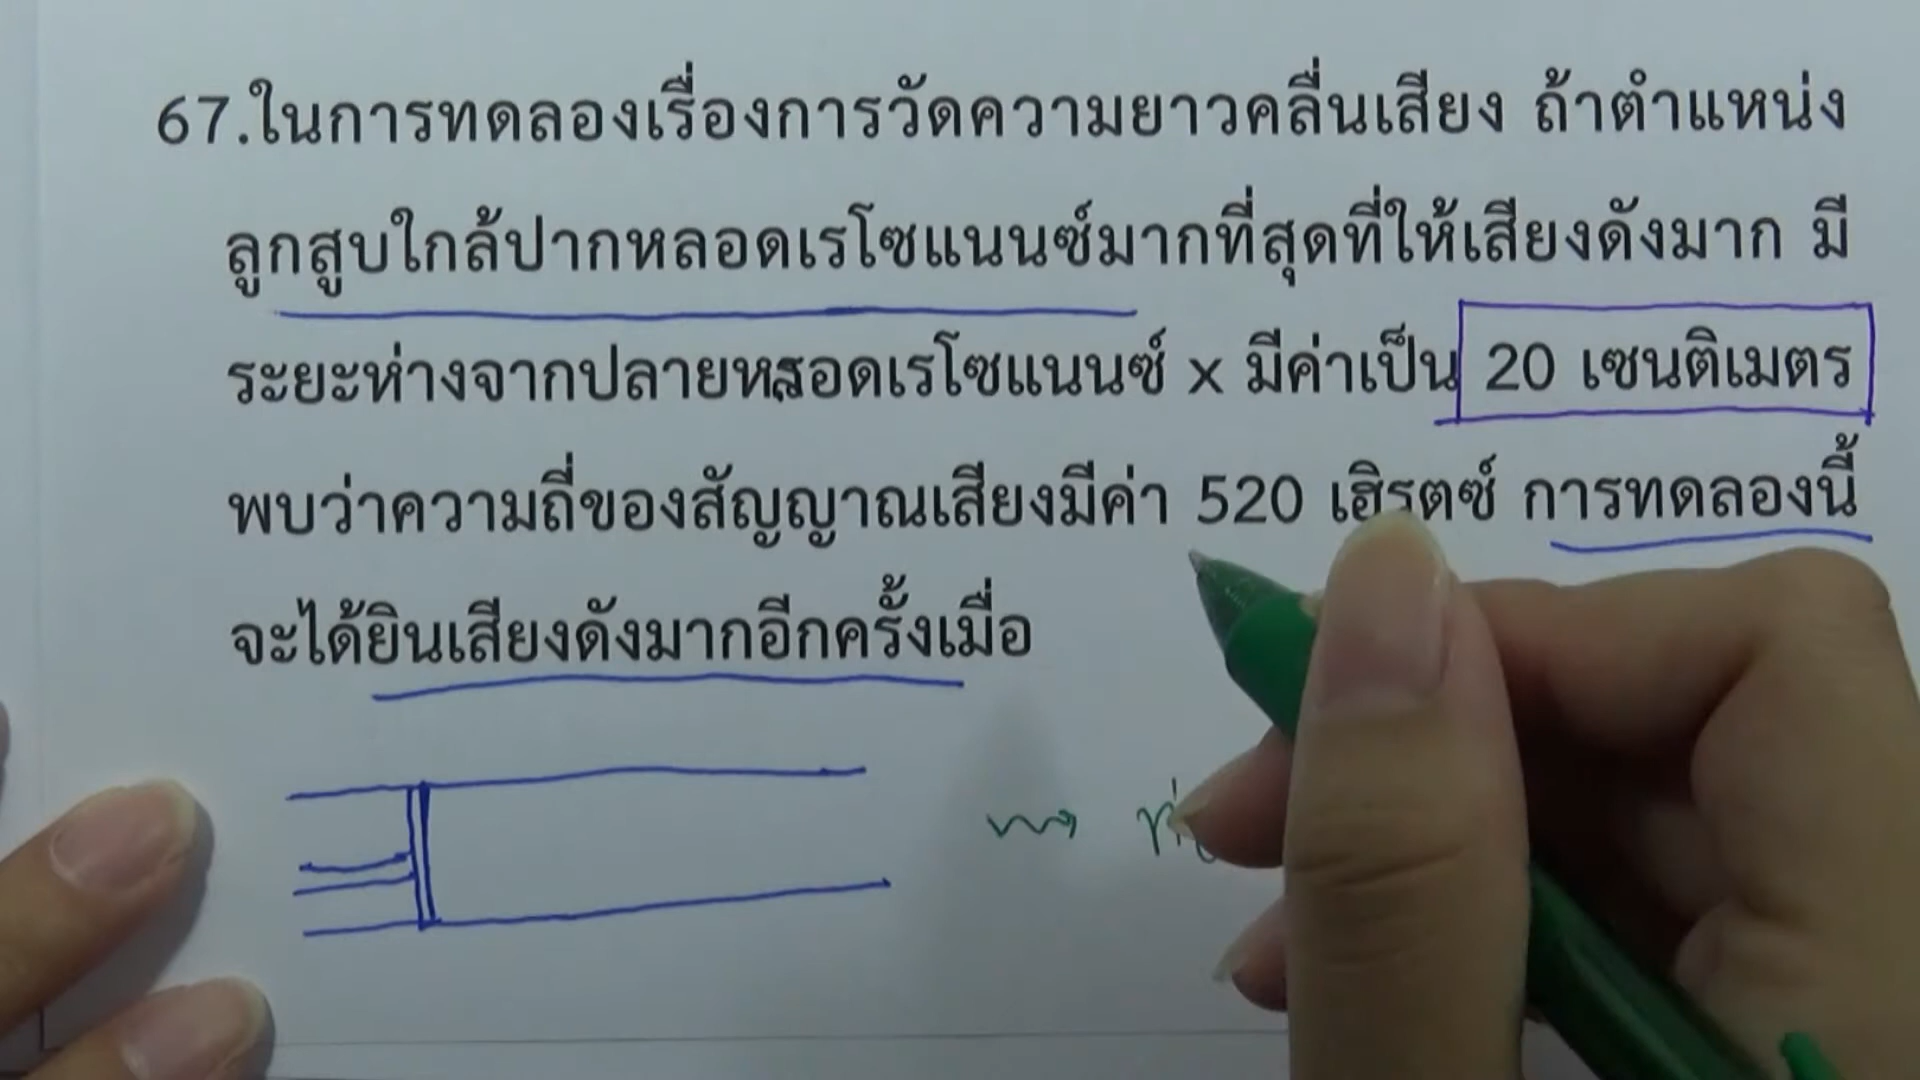 67.ในการทดลองเรื่องการวัดความยาวคลื่นเสียง ถ้าตำแหน่ง
ลูกสูบใกล้ปากหลอดเรโซแนนซ์มากที่สุดที่ให้เสียงดังมาก มี
ระยะห่างจากปลายหลอดเรโซแนนซ์ x มีค่าเป็น 20 เซนติเมตร
พบว่าความถี่ของสัญญาณเสียงมีค่า 520 เฮิรตซ์ การทดลองนี้
จะได้ยินเสียงดังมากอีกครั้งเมื่อ